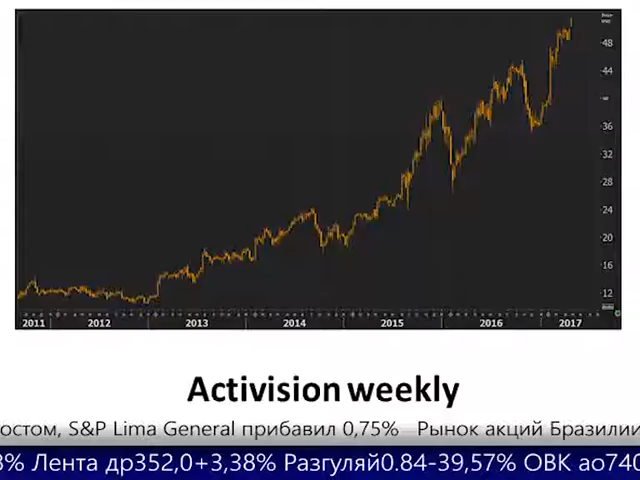 48
44
36
32
28
24
20
16
12
2011 2012 2013 2014 2015 2016 2017
Activision weekly
остом, S&P Lima General прибавил 0,75% Рынок акций Бразилии
3% Лента др352,0+3,38% Разгуляй0.84-39,57% ОВК ао740